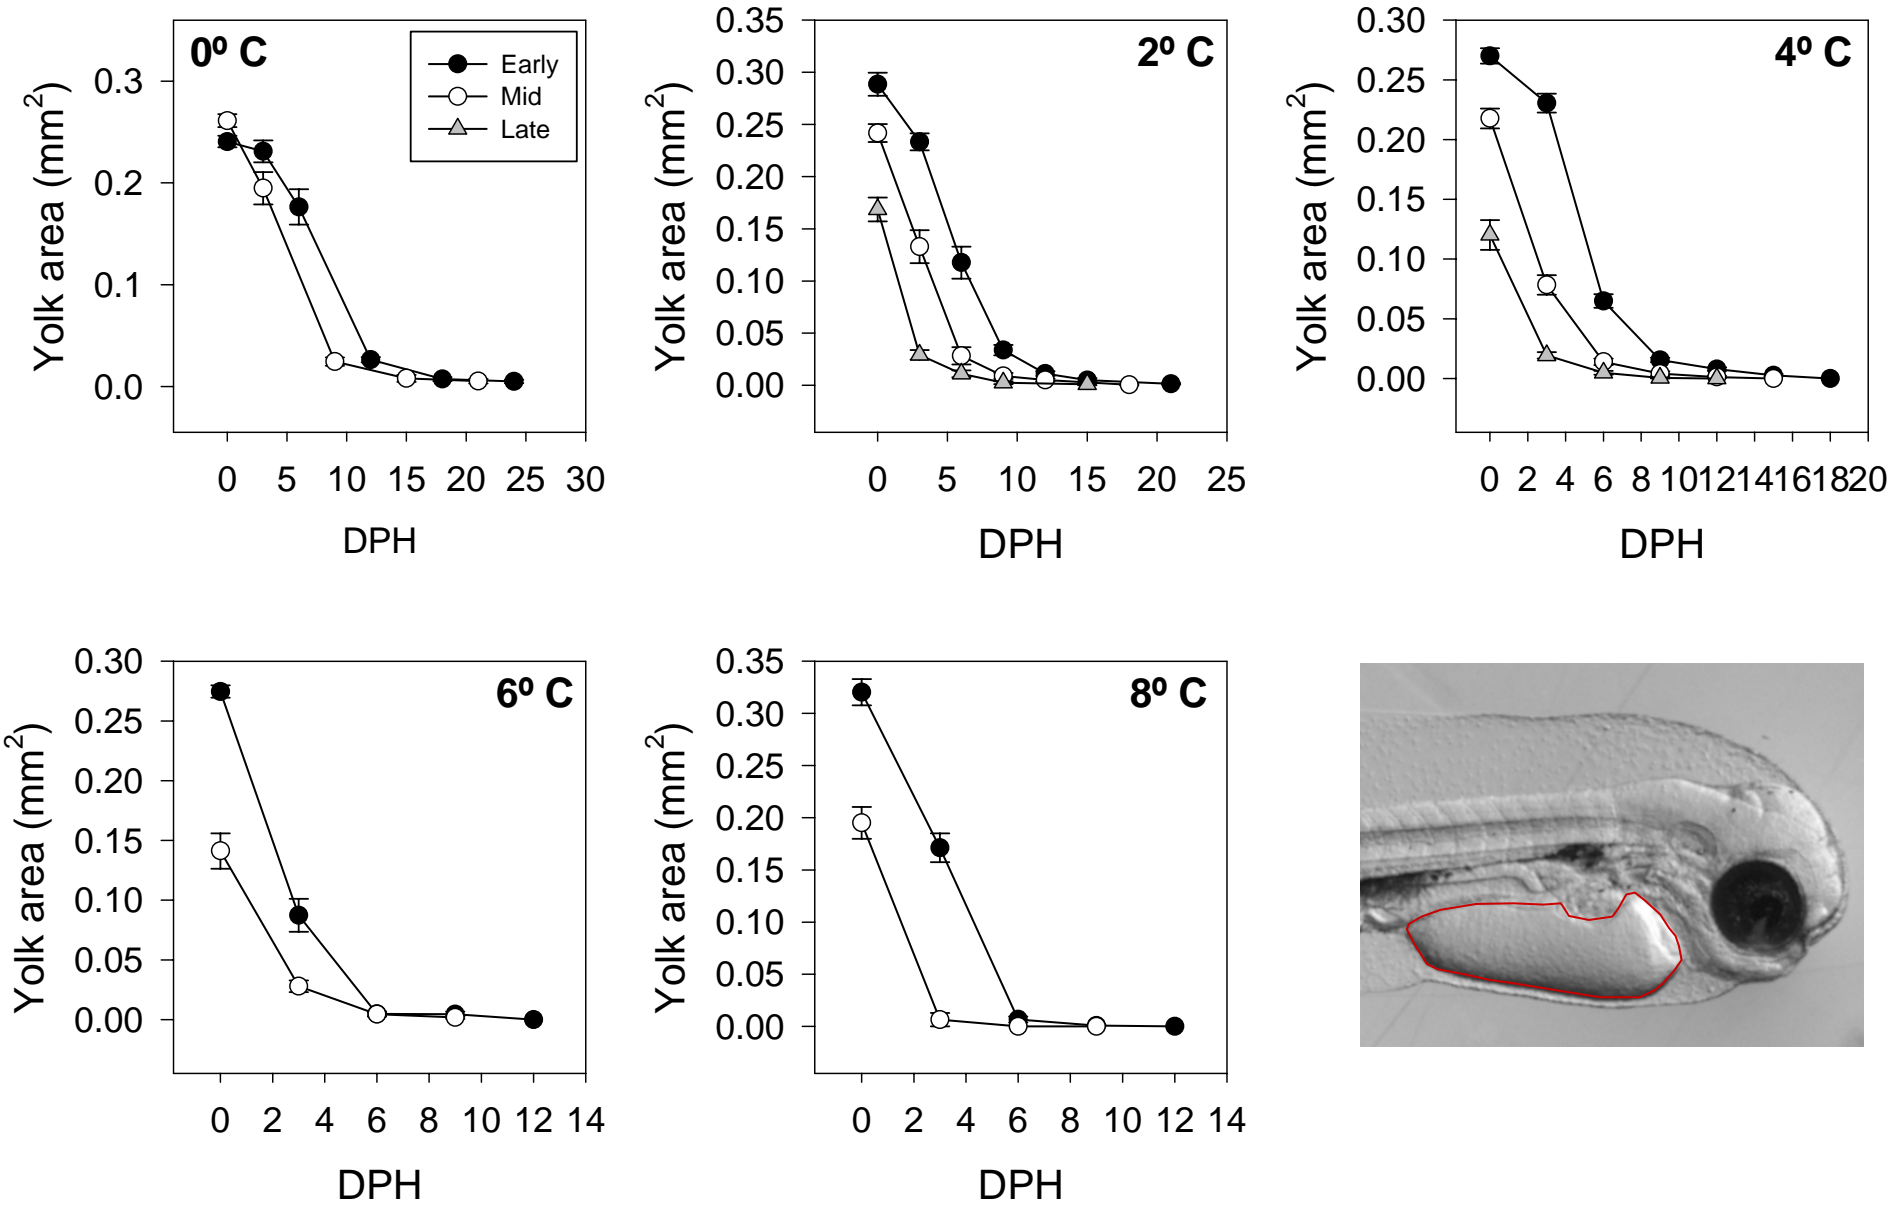 0º C
Early
Mid
Late
0.3
0.2
0.1
0.0
Yolk area (mm²)
0 5 10 15 20 25 30
DPH
2º C
0.35
0.30
0.25
0.20
0.15
0.10
0.05
0.00
Yolk area (mm²)
0 5 10 15 20 25
DPH
4º C
0.30
0.25
0.20
0.15
0.10
0.05
0.00
Yolk area (mm²)
0 2 4 6 8 10 12 14 16 18 20
DPH
6º C
0.30
0.25
0.20
0.15
0.10
0.05
0.00
Yolk area (mm²)
0 2 4 6 8 10 12 14
DPH
8º C
0.35
0.30
0.25
0.20
0.15
0.10
0.05
0.00
Yolk area (mm²)
0 2 4 6 8 10 12 14
DPH